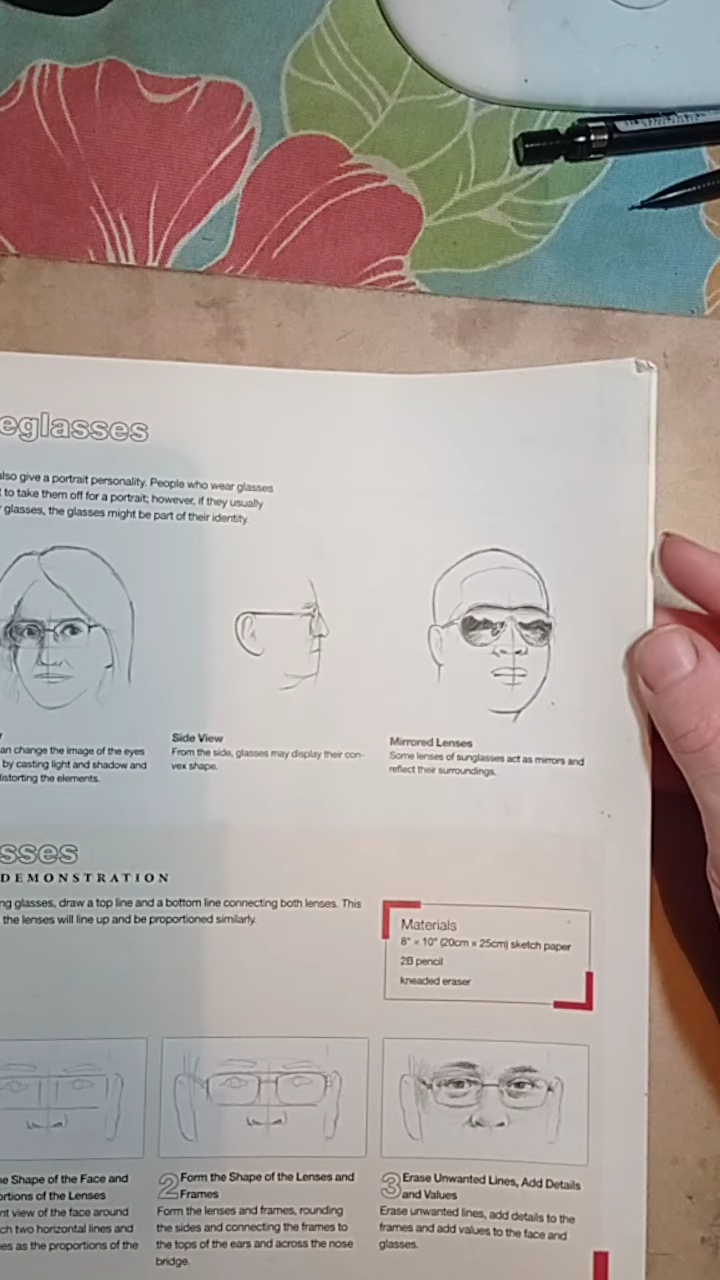 eglasses
also give a portrait personality. People who wear glasses
to take them off for a portrait; however, if they usually
glasses, the glasses might be part of their identity.
an change the image of the eyes
by casting light and shadow and
istorting the elements.
Side View
From the side, glasses may display their con-
vex shape.
Mirrored Lenses
Some lenses of sunglasses act as mirrors and
reflect their surroundings.
sses
DEMONSTRATION
ng glasses, draw a top line and a bottom line connecting both lenses. This
the lenses will line up and be proportioned similarly.
Materials
8" × 10" (20cm × 25cm) sketch paper
2B pencil
kneaded eraser
e Shape of the Face and
ortions of the Lenses
nt view of the face around
ch two horizontal lines and
es as the proportions of the
2 Form the Shape of the Lenses and
Frames
Form the lenses and frames, rounding
the sides and connecting the frames to
the tops of the ears and across the nose
bridge.
3 Erase Unwanted Lines, Add Details
and Values
Erase unwanted lines, add details to the
frames and add values to the face and
glasses.